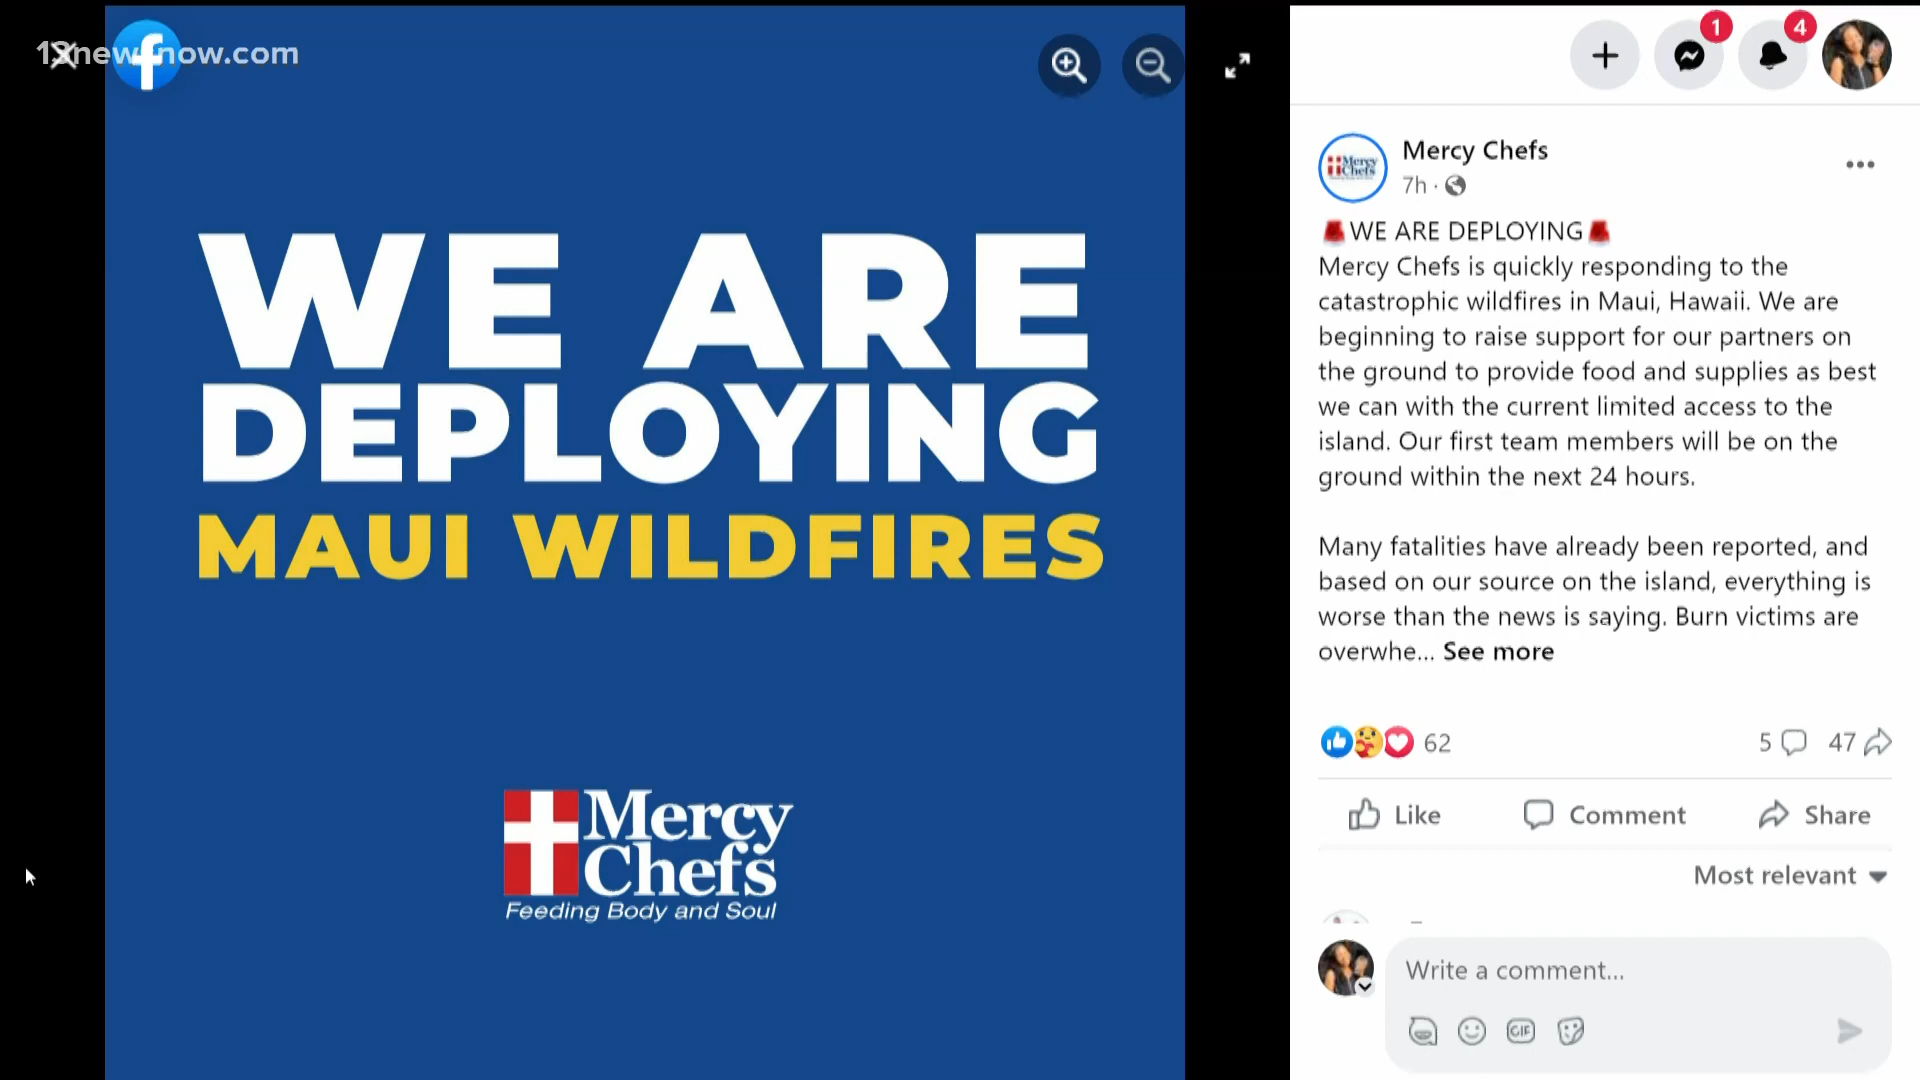 13newsnow.com
WE ARE
DEPLOYING
MAUI WILDFIRES
Mercy
Chefs
Feeding Body and Soul
1
4
Mercy
Chefs
Mercy Chefs
7h ·
WE ARE DEPLOYING
Mercy Chefs is quickly responding to the
catastrophic wildfires in Maui, Hawaii. We are
beginning to raise support for our partners on
the ground to provide food and supplies as best
we can with the current limited access to the
island. Our first team members will be on the
ground within the next 24 hours.
Many fatalities have already been reported, and
based on our source on the island, everything is
worse than the news is saying. Burn victims are
overwhe... See more
62
5
47
Like
Comment
Share
Most relevant
Write a comment...
GIF